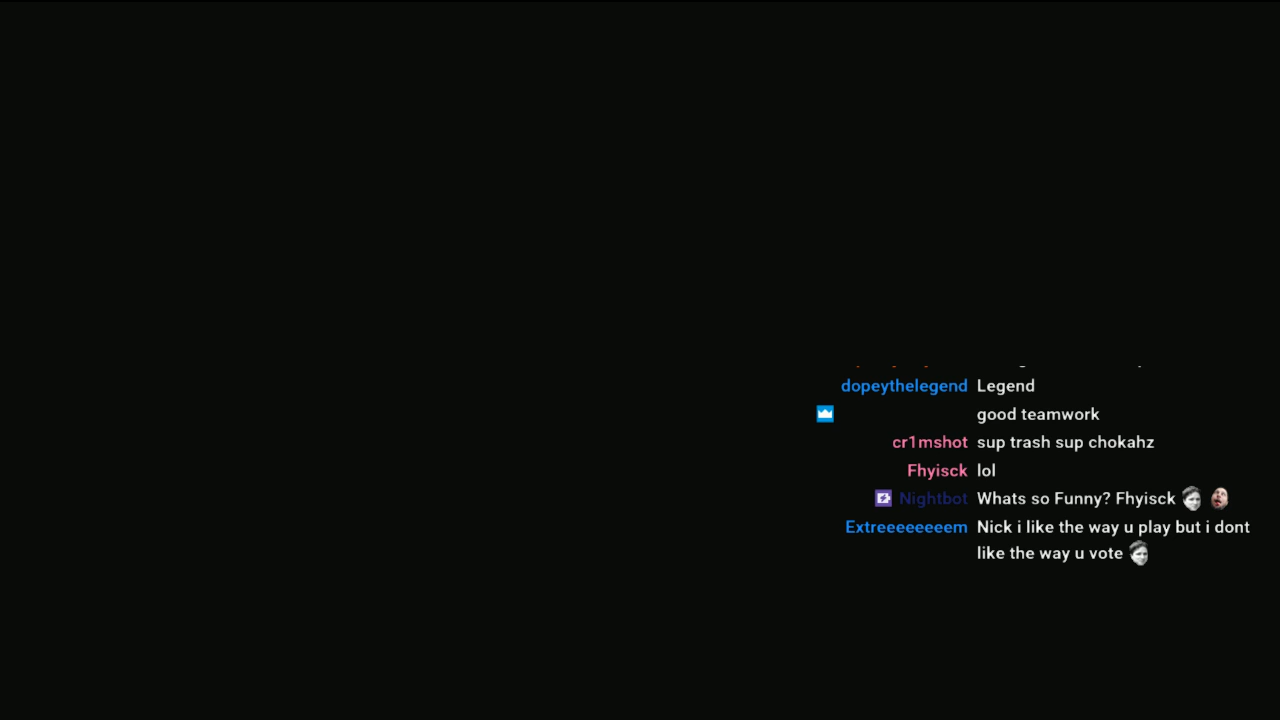 dopeythelegend Legend
good teamwork
cr1mshot sup trash sup chokahz
Fhyisck lol
Nightbot Whats so Funny? Fhyisck
Extreeeeeeeem Nick i like the way u play but i dont
like the way u vote